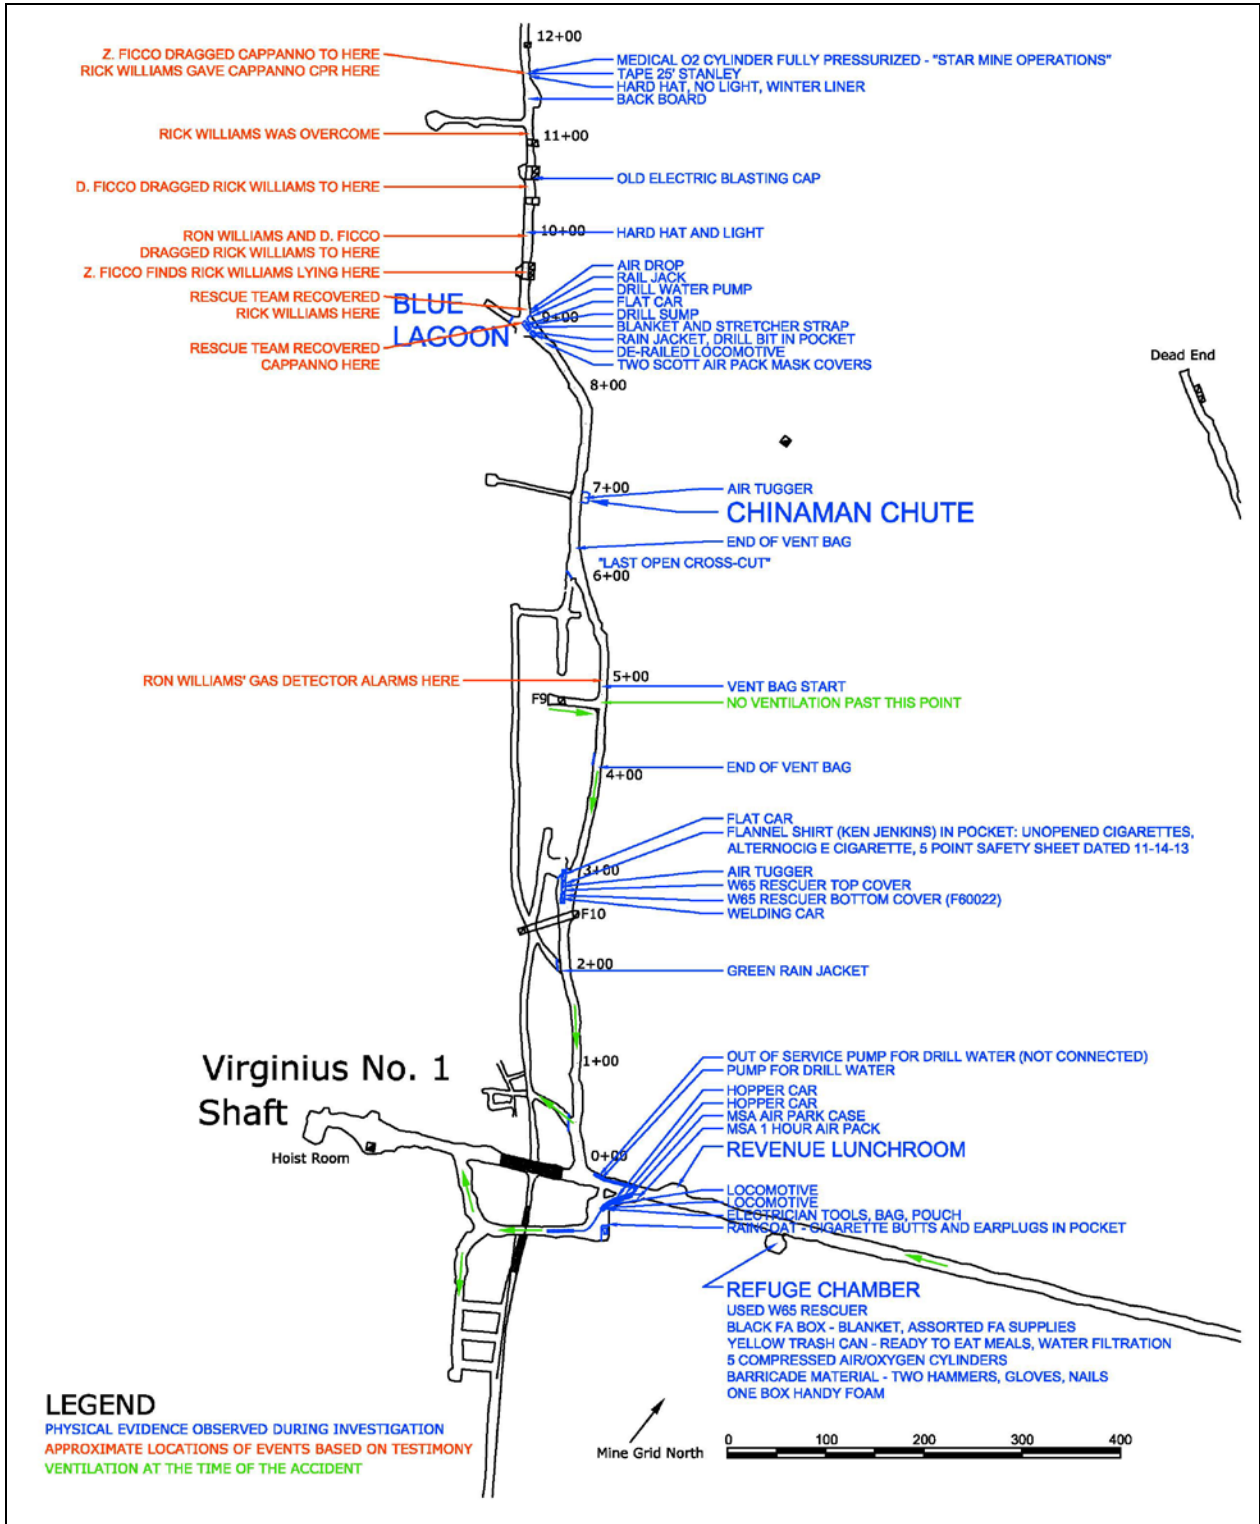 12+00
Z. FICCO DRAGGED CAPPANNO TO HERE
RICK WILLIAMS GAVE CAPPANNO CPR HERE
MEDICAL O2 CYLINDER FULLY PRESSURIZED - "STAR MINE OPERATIONS"
TAPE 25' STANLEY
HARD HAT, NO LIGHT, WINTER LINER
BACK BOARD
RICK WILLIAMS WAS OVERCOME
11+00
D. FICCO DRAGGED RICK WILLIAMS TO HERE
OLD ELECTRIC BLASTING CAP
RON WILLIAMS AND D. FICCO
DRAGGED RICK WILLIAMS TO HERE
10+00
HARD HAT AND LIGHT
Z. FICCO FINDS RICK WILLIAMS LYING HERE
RESCUE TEAM RECOVERED
RICK WILLIAMS HERE
BLUE
LAGOON
RESCUE TEAM RECOVERED
CAPPANNO HERE
9+00
AIR DROP
RAIL JACK
DRILL WATER PUMP
FLAT CAR
DRILL SUMP
BLANKET AND STRETCHER STRAP
RAIN JACKET, DRILL BIT IN POCKET
DE-RAILED LOCOMOTIVE
TWO SCOTT AIR PACK MASK COVERS
Dead End
8+00
7+00
AIR TUGGER
CHINAMAN CHUTE
END OF VENT BAG
"LAST OPEN CROSS-CUT"
6+00
RON WILLIAMS' GAS DETECTOR ALARMS HERE
5+00
VENT BAG START
F9
NO VENTILATION PAST THIS POINT
END OF VENT BAG
4+00
FLAT CAR
FLANNEL SHIRT (KEN JENKINS) IN POCKET: UNOPENED CIGARETTES,
ALTERNOCIG E CIGARETTE, 5 POINT SAFETY SHEET DATED 11-14-13
3+00
AIR TUGGER
W65 RESCUER TOP COVER
W65 RESCUER BOTTOM COVER (F60022)
WELDING CAR
F10
2+00
GREEN RAIN JACKET
1+00
OUT OF SERVICE PUMP FOR DRILL WATER (NOT CONNECTED)
PUMP FOR DRILL WATER
HOPPER CAR
HOPPER CAR
MSA AIR PARK CASE
MSA 1 HOUR AIR PACK
REVENUE LUNCHROOM
Virginius No. 1
Shaft
Hoist Room
0+00
LOCOMOTIVE
LOCOMOTIVE
ELECTRICIAN TOOLS, BAG, POUCH
RAINCOAT - CIGARETTE BUTTS AND EARPLUGS IN POCKET
REFUGE CHAMBER
USED W65 RESCUER
BLACK FA BOX - BLANKET, ASSORTED FA SUPPLIES
YELLOW TRASH CAN - READY TO EAT MEALS, WATER FILTRATION
5 COMPRESSED AIR/OXYGEN CYLINDERS
BARRICADE MATERIAL - TWO HAMMERS, GLOVES, NAILS
ONE BOX HANDY FOAM
LEGEND
PHYSICAL EVIDENCE OBSERVED DURING INVESTIGATION
APPROXIMATE LOCATIONS OF EVENTS BASED ON TESTIMONY
VENTILATION AT THE TIME OF THE ACCIDENT
Mine Grid North
0 100 200 300 400